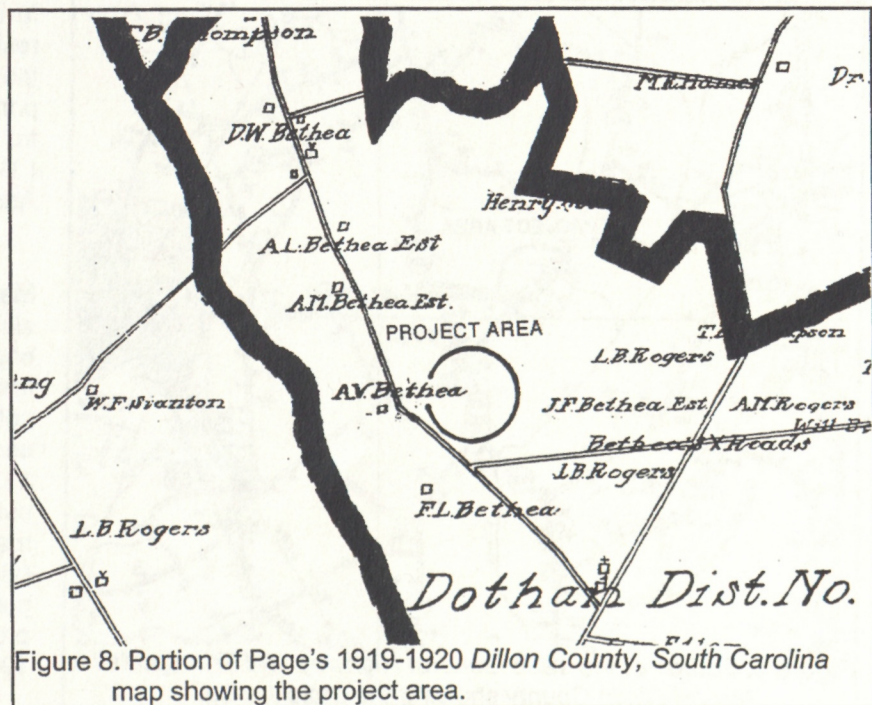 T.B. Thompson
M.R. Hames
Dr.
D.W. Bethea
Henry
A.L. Bethea Est
A.M. Bethea Est.
PROJECT AREA
L.B. Rogers
A.V. Bethea
W.F. Stanton
J.F. Bethea Est.
A.M. Rogers
Bethea's X Roads
J.B. Rogers
F.L. Bethea
L.B. Rogers
Dotham Dist. No.
Figure 8. Portion of Page's 1919-1920 Dillon County, South Carolina
map showing the project area.